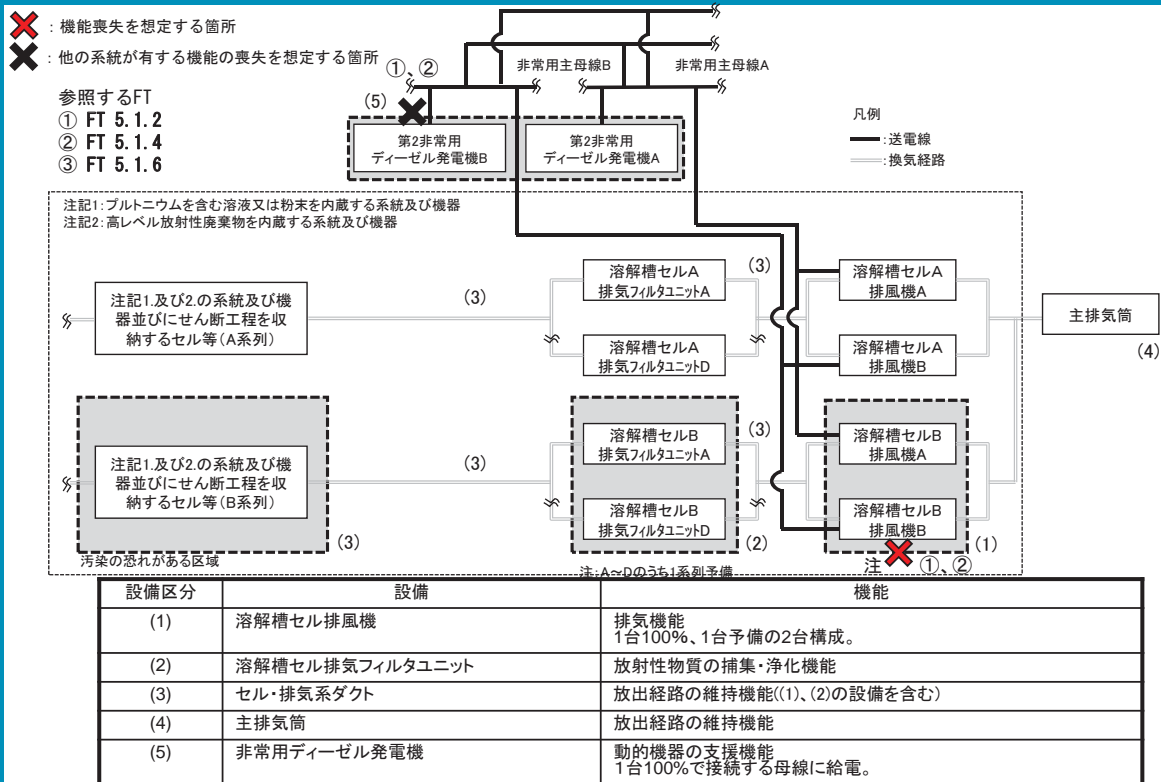 ：機能喪失を想定する箇所
：他の系統が有する機能の喪失を想定する箇所
参照するFT
① FT 5.1.2
② FT 5.1.4
③ FT 5.1.6
①、②
非常用主母線B
非常用主母線A
(5)
第2非常用
ディーゼル発電機B
第2非常用
ディーゼル発電機A
凡例
:送電線
:換気経路
注記1:プルトニウムを含む溶液又は粉末を内蔵する系統及び機器
注記2:高レベル放射性廃棄物を内蔵する系統及び機器
注記1.及び2.の系統及び機
器並びにせん断工程を収
納するセル等(A系列)
(3)
溶解槽セルA
排気フィルタユニットA
溶解槽セルA
排気フィルタユニットD
(3)
溶解槽セルA
排風機A
溶解槽セルA
排風機B
主排気筒
(4)
注記1.及び2.の系統及び機
器並びにせん断工程を収
納するセル等(B系列)
(3)
汚染の恐れがある区域
(3)
溶解槽セルB
排気フィルタユニットA
溶解槽セルB
排気フィルタユニットD
(2)
注:A～Dのうち1系列予備
(3)
溶解槽セルB
排風機A
溶解槽セルB
排風機B
(1)
注 ①、②
設備区分 設備 機能
(1) 溶解槽セル排風機 排気機能
1台100%、1台予備の2台構成。
(2) 溶解槽セル排気フィルタユニット 放射性物質の捕集・浄化機能
(3) セル・排気系ダクト 放出経路の維持機能((1)、(2)の設備を含む)
(4) 主排気筒 放出経路の維持機能
(5) 非常用ディーゼル発電機 動的機器の支援機能
1台100%で接続する母線に給電。